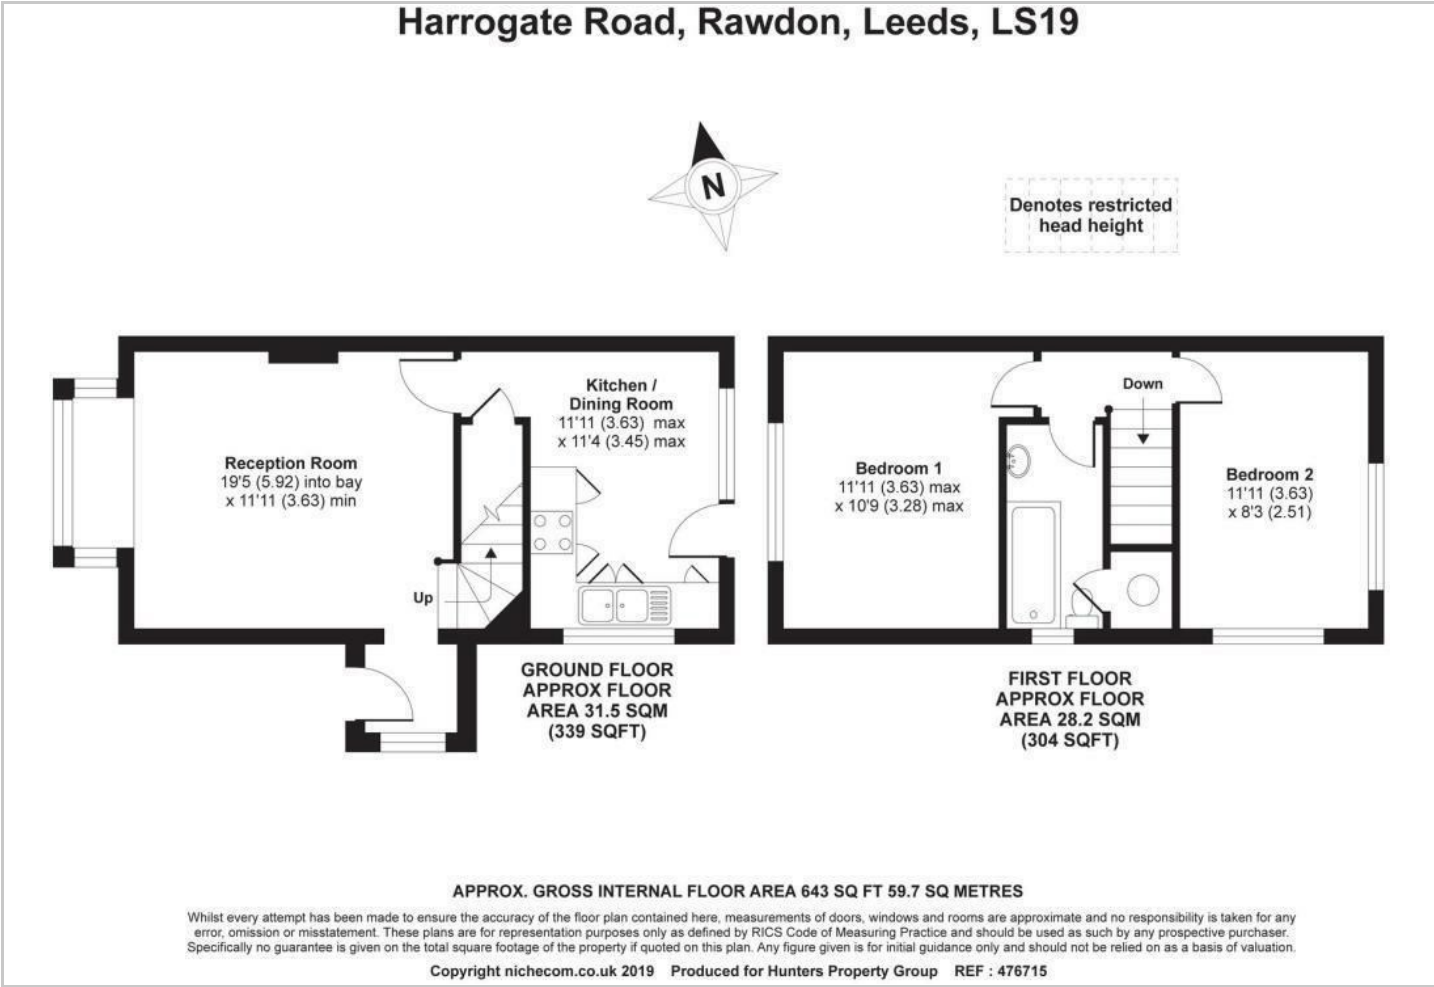 Harrogate Road, Rawdon, Leeds, LS19
N
Denotes restricted
head height
Reception Room
19'5 (5.92) into bay
x 11'11 (3.63) min
Up
Kitchen /
Dining Room
11'11 (3.63) max
x 11'4 (3.45) max
Bedroom 1
11'11 (3.63) max
x 10'9 (3.28) max
Down
Bedroom 2
11'11 (3.63)
x 8'3 (2.51)
GROUND FLOOR
APPROX FLOOR
AREA 31.5 SQM
(339 SQFT)
FIRST FLOOR
APPROX FLOOR
AREA 28.2 SQM
(304 SQFT)
APPROX. GROSS INTERNAL FLOOR AREA 643 SQ FT 59.7 SQ METRES
Whilst every attempt has been made to ensure the accuracy of the floor plan contained here, measurements of doors, windows and rooms are approximate and no responsibility is taken for any
error, omission or misstatement. These plans are for representation purposes only as defined by RICS Code of Measuring Practice and should be used as such by any prospective purchaser.
Specifically no guarantee is given on the total square footage of the property if quoted on this plan. Any figure given is for initial guidance only and should not be relied on as a basis of valuation.
Copyright nichecom.co.uk 2019 Produced for Hunters Property Group REF : 476715